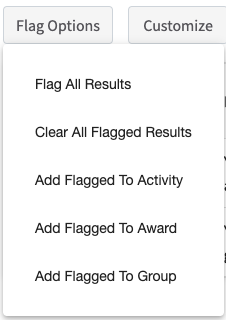 Flag Options Customize
Flag All Results
Clear All Flagged Results
Add Flagged To Activity
Add Flagged To Award
Add Flagged To Group